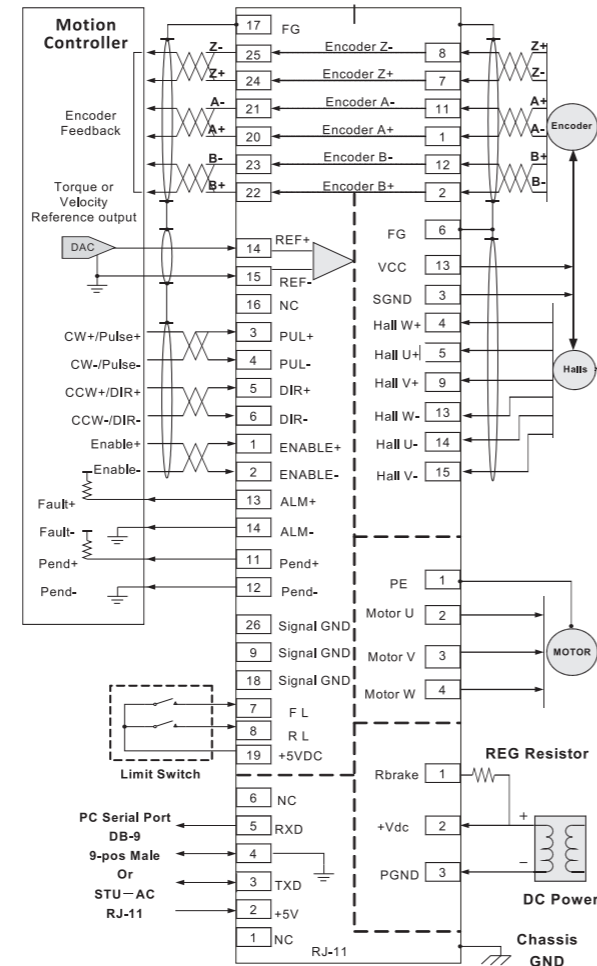 Motion
Controller
Encoder
Feedback
Torque or
Velocity
Reference output
DAC
CW+/Pulse+
CW-/Pulse-
CCW+/DIR+
CCW-/DIR-
Enable+
Enable-
Fault+
Fault-
Pend+
Pend-
Z-
Z+
A-
A+
B-
B+
17 FG
25 Encoder Z- 8
24 Encoder Z+ 7
21 Encoder A- 11
20 Encoder A+ 1
23 Encoder B- 12
22 Encoder B+ 2
Z+
Z-
A+
A-
B+
B-
Encoder
14 REF+
15 REF-
16 NC
3 PUL+
4 PUL-
5 DIR+
6 DIR-
1 ENABLE+
2 ENABLE-
13 ALM+
14 ALM-
11 Pend+
12 Pend-
26 Signal GND
9 Signal GND
18 Signal GND
7 F L
8 R L
19 +5VDC
Limit Switch
FG 6
VCC 13
SGND 3
Hall W+ 4
Hall U+ 5
Hall V+ 9
Hall W- 13
Hall U- 14
Hall V- 15
Halls
PE 1
Motor U 2
Motor V 3
Motor W 4
MOTOR
Rbrake 1
+Vdc 2
PGND 3
REG Resistor
+
−
DC Power
Chassis
GND
PC Serial Port
DB-9
9-pos Male
Or
STU－AC
RJ-11
6 NC
5 RXD
4
3 TXD
2 +5V
1 NC
RJ-11